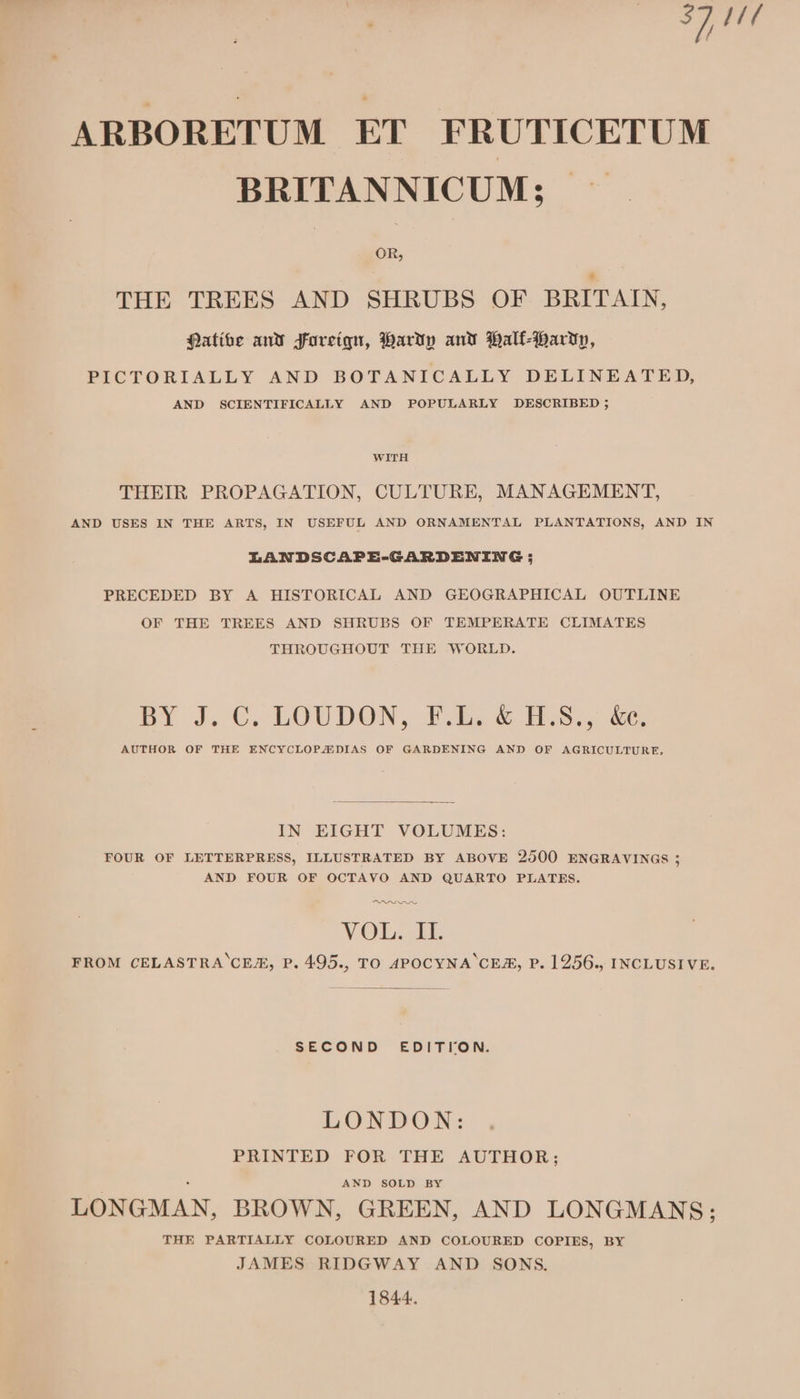 37,111
ARBORETUM ET FRUTICETUM
BRITANNICUM;
OR,
THE TREES AND SHRUBS OF BRITAIN,
Native and Foreign, Hardy and Half-Hardy,
PICTORIALLY AND BOTANICALLY DELINEATED,
AND SCIENTIFICALLY AND POPULARLY DESCRIBED;
WITH
THEIR PROPAGATION, CULTURE, MANAGEMENT,
AND USES IN THE ARTS, IN USEFUL AND ORNAMENTAL PLANTATIONS, AND IN
LANDSCAPE-GARDENING;
PRECEDED BY A HISTORICAL AND GEOGRAPHICAL OUTLINE
OF THE TREES AND SHRUBS OF TEMPERATE CLIMATES
THROUGHOUT THE WORLD.
BY J. C. LOUDON, F.L. & H.S., &c.
AUTHOR OF THE ENCYCLOPÆDIAS OF GARDENING AND OF AGRICULTURE.
IN EIGHT VOLUMES:
FOUR OF LETTERPRESS, ILLUSTRATED BY ABOVE 2500 ENGRAVINGS;
AND FOUR OF OCTAVO AND QUARTO PLATES.
VOL. II.
FROM CELASTRA`CEÆ, P. 495., TO APOCYNA`CEÆ, P. 1256., INCLUSIVE.
SECOND EDITION.
LONDON:
PRINTED FOR THE AUTHOR;
AND SOLD BY
LONGMAN, BROWN, GREEN, AND LONGMANS;
THE PARTIALLY COLOURED AND COLOURED COPIES, BY
JAMES RIDGWAY AND SONS.
1844.